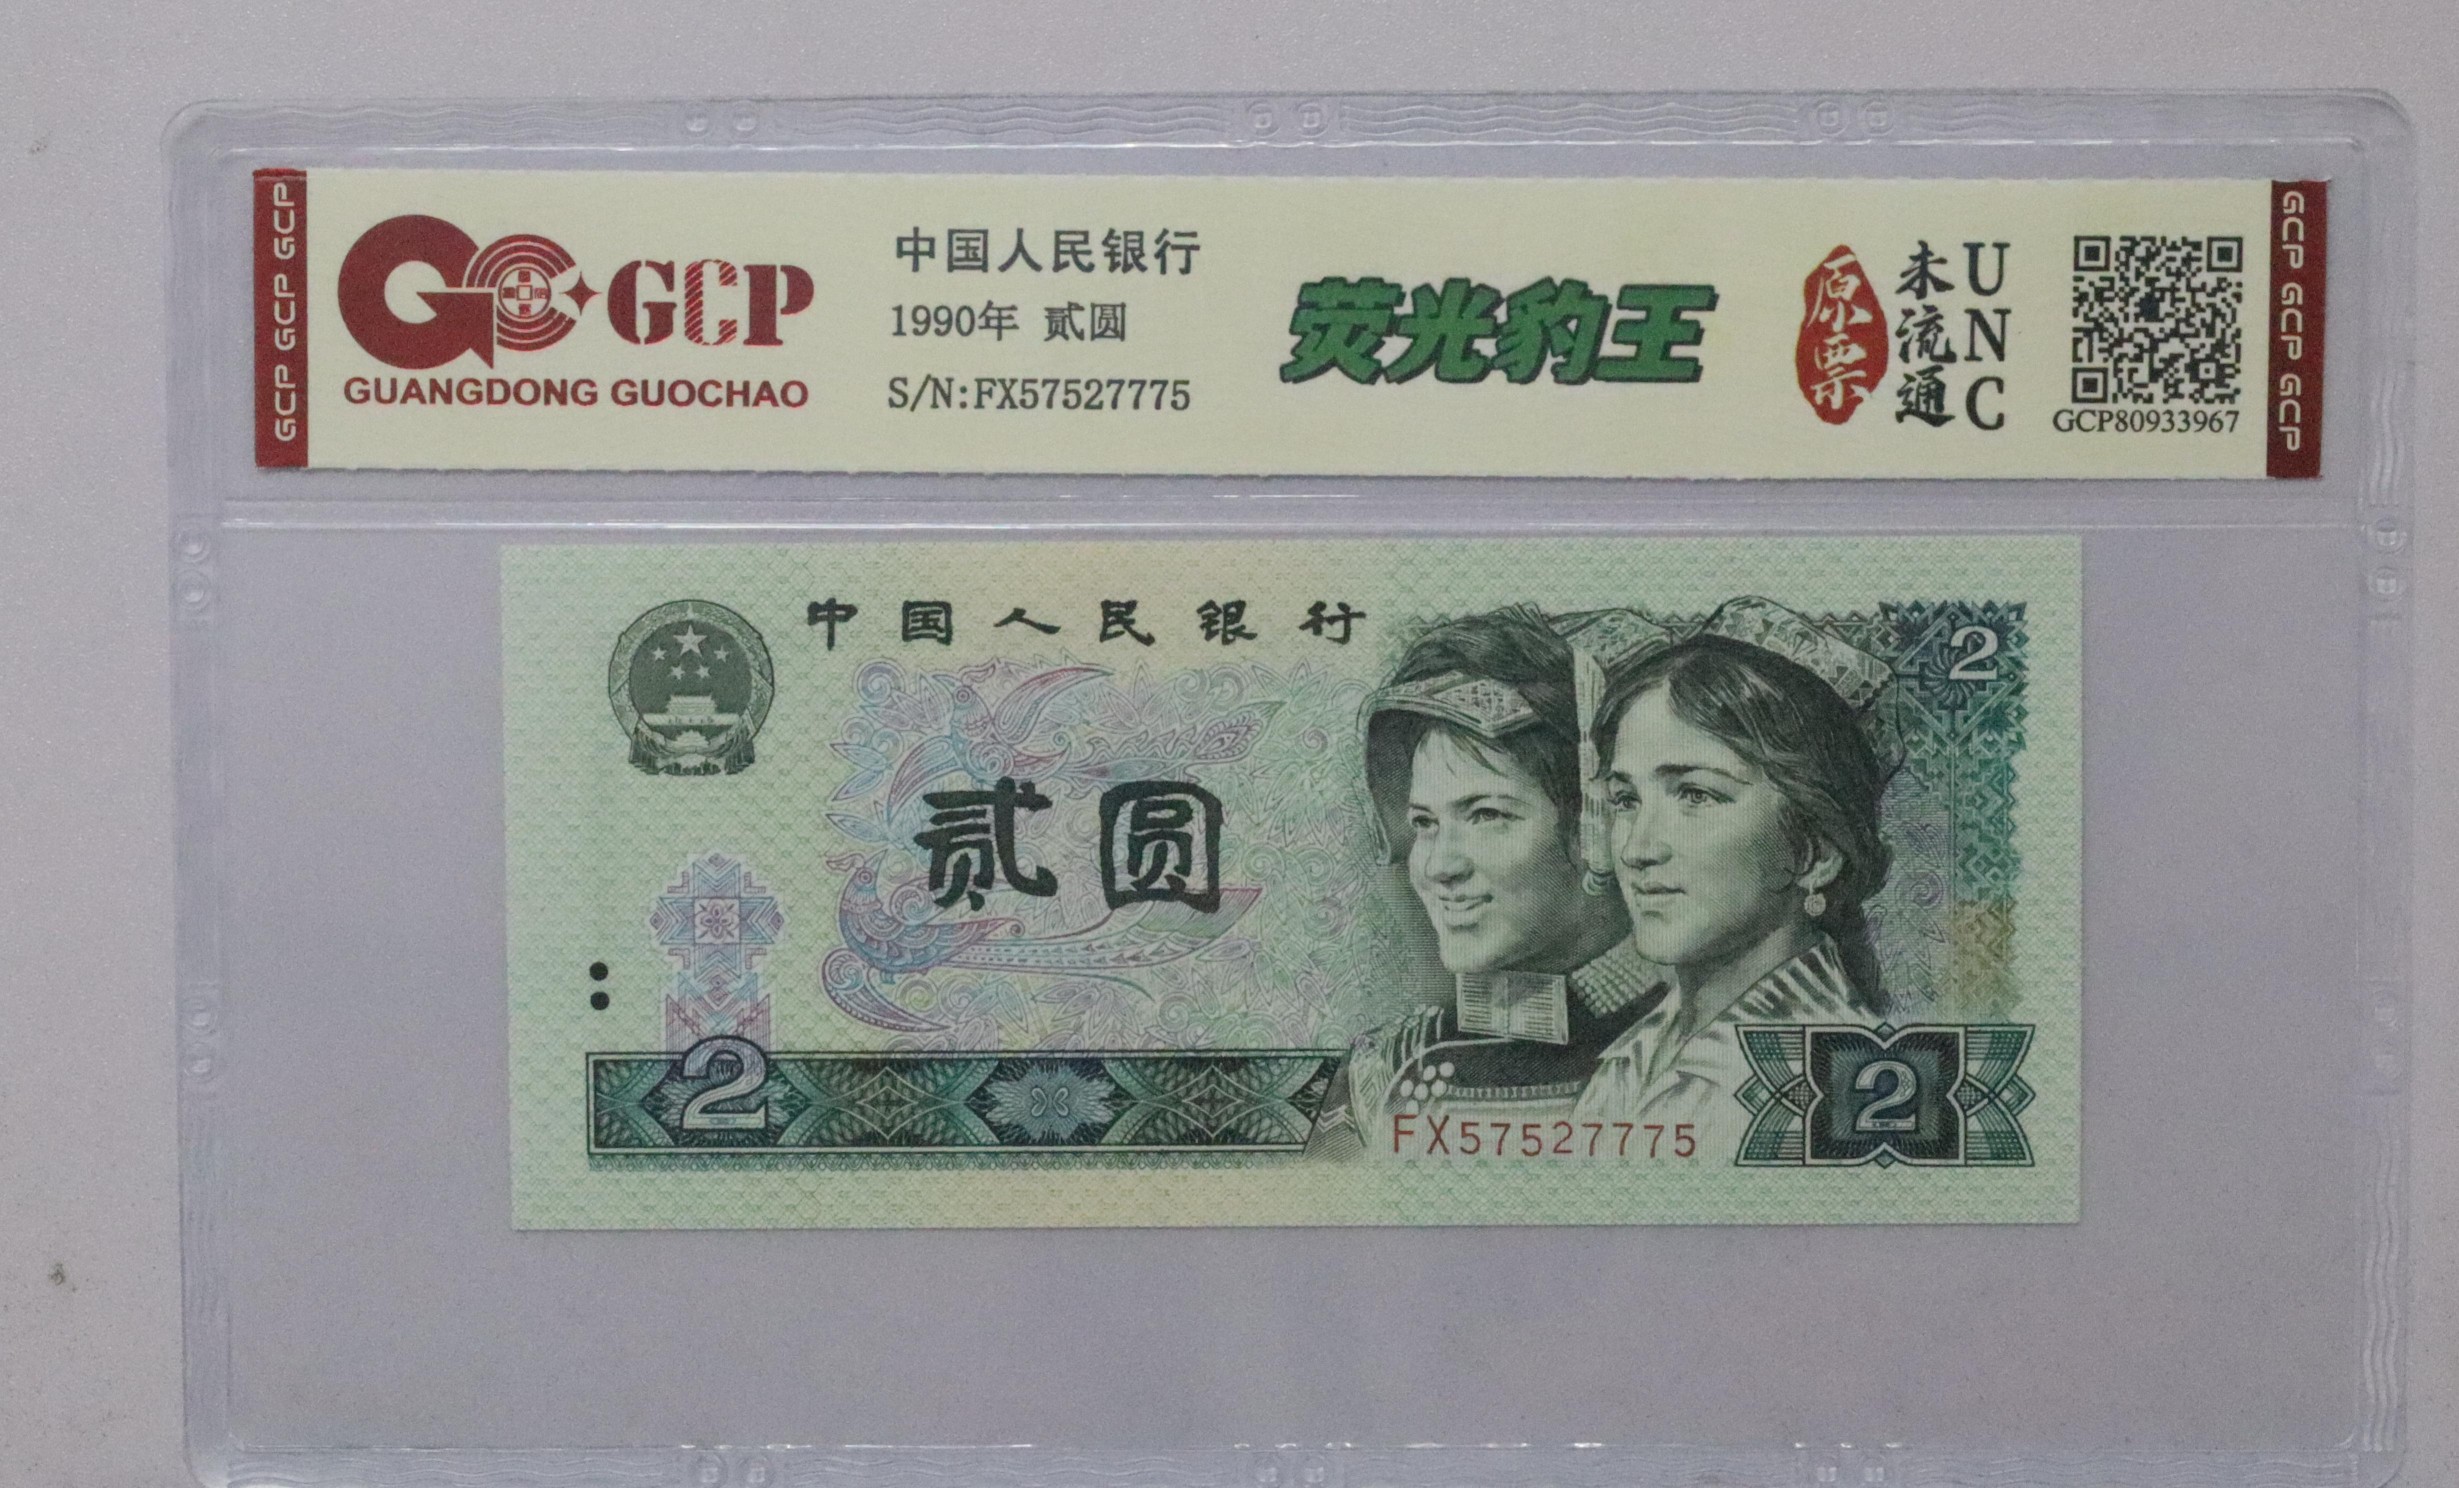 GCP GCP GCP
GCP
GUANGDONG GUOCHAO
中国人民银行
1990年 贰圆
S/N:FX57527775
荧光豹王
原票
未流通
UNC
GCP80933967
GCP GCP GCP
中国人民银行
2
贰圆
2
FX57527775
2